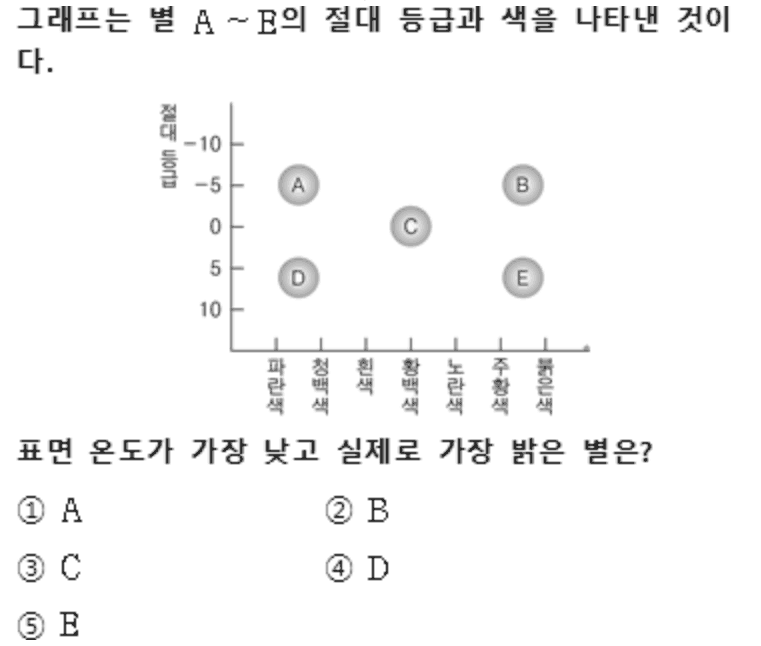 그래프는 별 A ~ E의 절대 등급과 색을 나타낸 것이
다.
절대 등급
-10
-5
0
5
10
A
B
C
D
E
파란색
청백색
흰색
황백색
노란색
주황색
붉은색
표면 온도가 가장 낮고 실제로 가장 밝은 별은?
① A
② B
③ C
④ D
⑤ E